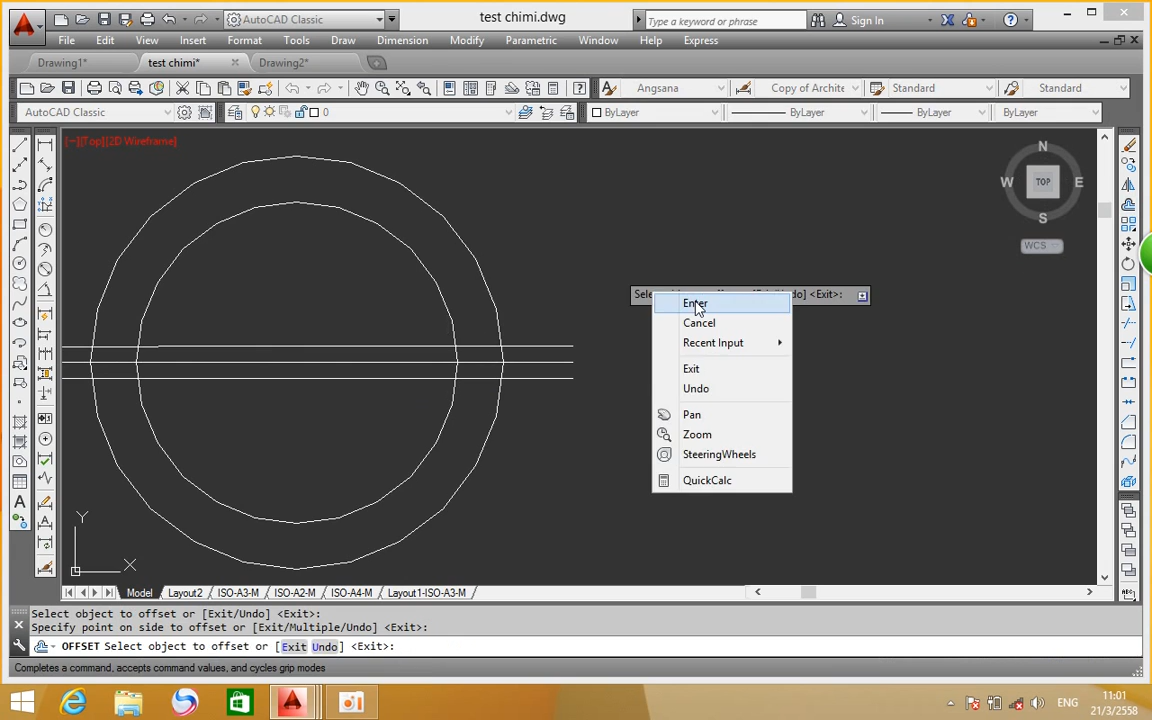 AutoCAD Classic
test chimi.dwg
Type a keyword or phrase
Sign In
File Edit View Insert Format Tools Draw Dimension Modify Parametric Window Help Express
Drawing1* test chimi* Drawing2*
Angsana Copy of Archite Standard Standard
AutoCAD Classic 0 ByLayer ByLayer ByLayer ByLayer
[−][Top][2D Wireframe]
N
W TOP E
S
WCS
<Exit>:
Enter
Cancel
Recent Input
Exit
Undo
Pan
Zoom
SteeringWheels
QuickCalc
Y
X
Model Layout2 ISO-A3-M ISO-A2-M ISO-A4-M Layout1-ISO-A3-M
Select object to offset or [Exit/Undo] <Exit>:
Specify point on side to offset or [Exit/Multiple/Undo] <Exit>:
OFFSET Select object to offset or [Exit Undo] <Exit>:
Completes a command, accepts command values, and cycles grip modes
ENG
11:01
21/3/2558